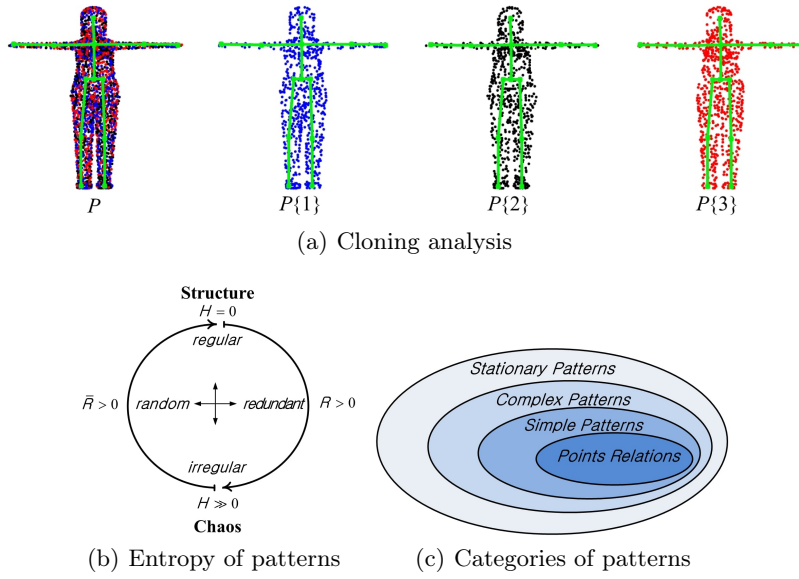 P P{1} P{2} P{3}
(a) Cloning analysis
Structure
H = 0
regular
R̄ > 0 random redundant R > 0
irregular
H ≫ 0
Chaos
(b) Entropy of patterns
Stationary Patterns
Complex Patterns
Simple Patterns
Points Relations
(c) Categories of patterns